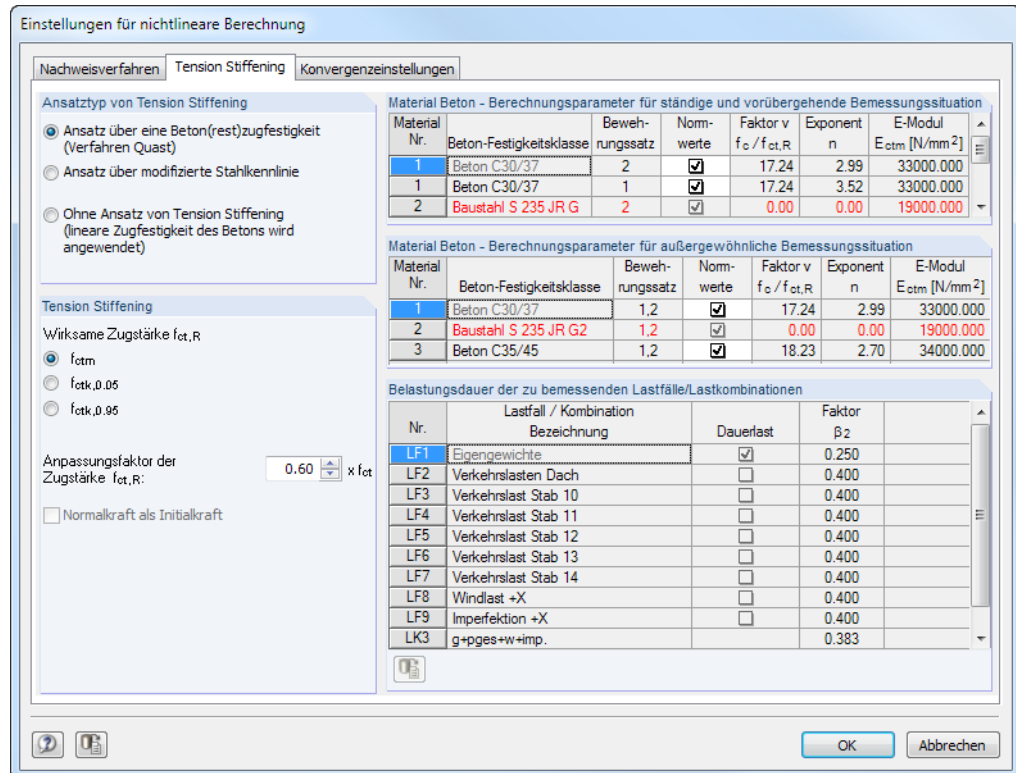 Einstellungen für nichtlineare Berechnung
Nachweisverfahren Tension Stiffening Konvergenzeinstellungen
Ansatztyp von Tension Stiffening
Ansatz über eine Beton(rest)zugfestigkeit
(Verfahren Quast)
Ansatz über modifizierte Stahlkennlinie
Ohne Ansatz von Tension Stiffening
(lineare Zugfestigkeit des Betons wird
angewendet)
Tension Stiffening
Wirksame Zugstärke fct,R
fctm
fctk,0.05
fctk,0.95
Anpassungsfaktor der
Zugstärke fct,R: 0.60 x fct
Normalkraft als Initialkraft
Material Beton - Berechnungsparameter für ständige und vorübergehende Bemessungssituation
Material Beweh- Norm- Faktor v Exponent E-Modul
Nr. Beton-Festigkeitsklasse rungssatz werte fc/fct,R n Ectm [N/mm²]
1 Beton C30/37 2 17.24 2.99 33000.000
1 Beton C30/37 1 17.24 3.52 33000.000
2 Baustahl S 235 JR G 2 0.00 0.00 19000.000
Material Beton - Berechnungsparameter für außergewöhnliche Bemessungssituation
Material Beweh- Norm- Faktor v Exponent E-Modul
Nr. Beton-Festigkeitsklasse rungssatz werte fc/fct,R n Ectm [N/mm²]
1 Beton C30/37 1,2 17.24 2.99 33000.000
2 Baustahl S 235 JR G2 1,2 0.00 0.00 19000.000
3 Beton C35/45 1,2 18.23 2.70 34000.000
Belastungsdauer der zu bemessenden Lastfälle/Lastkombinationen
Lastfall / Kombination Faktor
Nr. Bezeichnung Dauerlast β2
LF1 Eigengewichte 0.250
LF2 Verkehrslasten Dach 0.400
LF3 Verkehrslast Stab 10 0.400
LF4 Verkehrslast Stab 11 0.400
LF5 Verkehrslast Stab 12 0.400
LF6 Verkehrslast Stab 13 0.400
LF7 Verkehrslast Stab 14 0.400
LF8 Windlast +X 0.400
LF9 Imperfektion +X 0.400
LK3 g+pges+w+imp. 0.383
OK Abbrechen